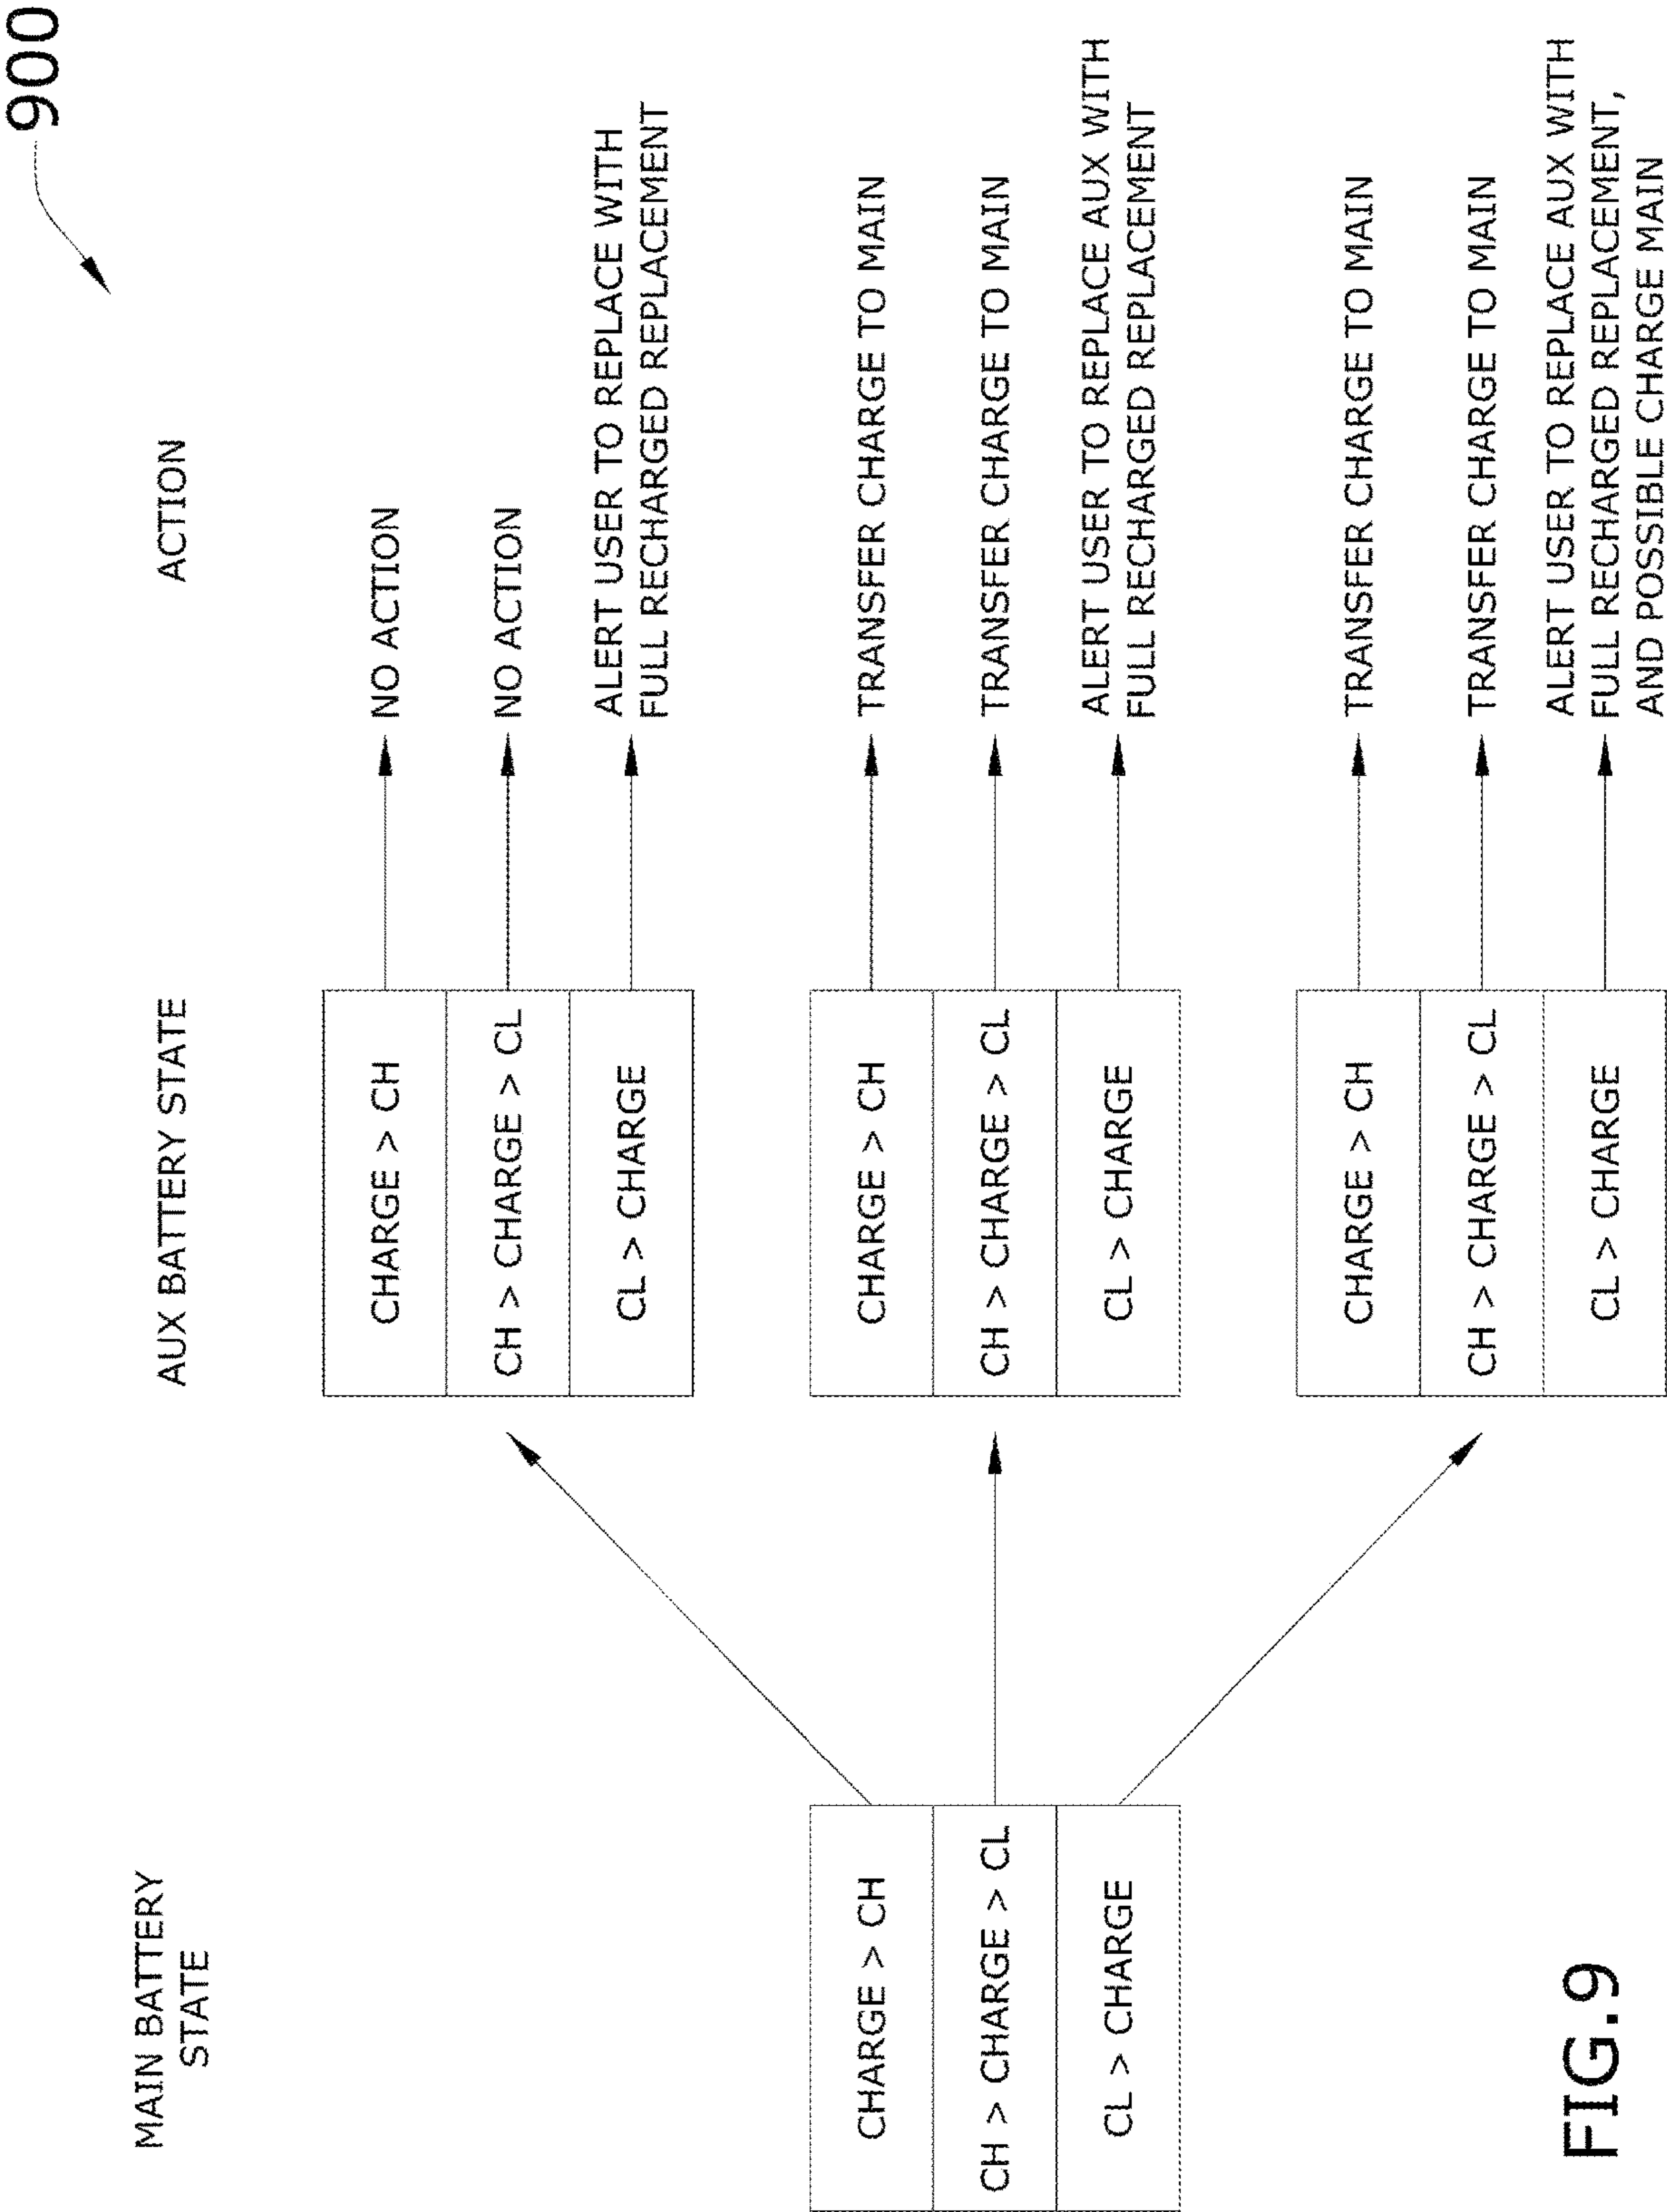 900
MAIN BATTERY
STATE
AUX BATTERY STATE
ACTION
CHARGE > CH
CH > CHARGE > CL
CL > CHARGE
CHARGE > CH
NO ACTION
CH > CHARGE > CL
NO ACTION
CL > CHARGE
ALERT USER TO REPLACE WITH
FULL RECHARGED REPLACEMENT
CHARGE > CH
TRANSFER CHARGE TO MAIN
CH > CHARGE > CL
TRANSFER CHARGE TO MAIN
CL > CHARGE
ALERT USER TO REPLACE AUX WITH
FULL RECHARGED REPLACEMENT
CHARGE > CH
TRANSFER CHARGE TO MAIN
CH > CHARGE > CL
TRANSFER CHARGE TO MAIN
CL > CHARGE
ALERT USER TO REPLACE AUX WITH
FULL RECHARGED REPLACEMENT,
AND POSSIBLE CHARGE MAIN
FIG.9